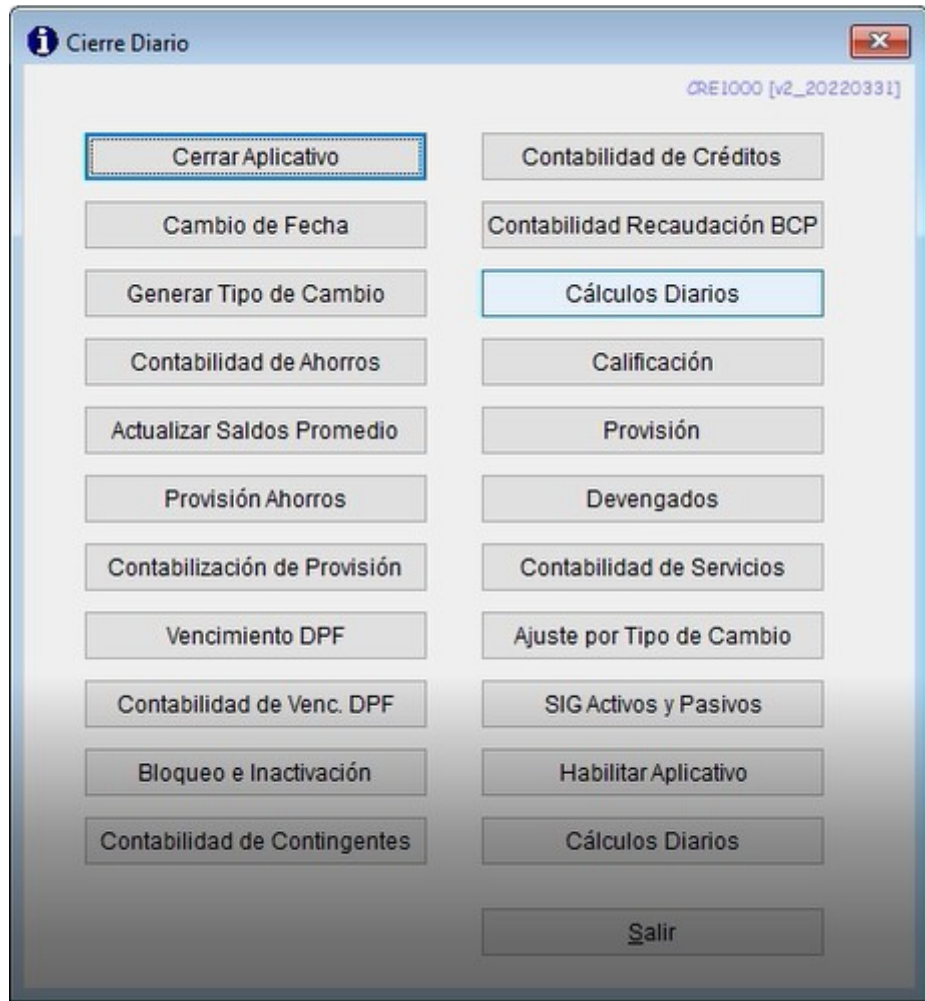 Cierre Diario
CRE1000 [v2_20220331]
Cerrar Aplicativo
Contabilidad de Créditos
Cambio de Fecha
Contabilidad Recaudación BCP
Generar Tipo de Cambio
Cálculos Diarios
Contabilidad de Ahorros
Calificación
Actualizar Saldos Promedio
Provisión
Provisión Ahorros
Devengados
Contabilización de Provisión
Contabilidad de Servicios
Vencimiento DPF
Ajuste por Tipo de Cambio
Contabilidad de Venc. DPF
SIG Activos y Pasivos
Bloqueo e Inactivación
Habilitar Aplicativo
Contabilidad de Contingentes
Cálculos Diarios
Salir